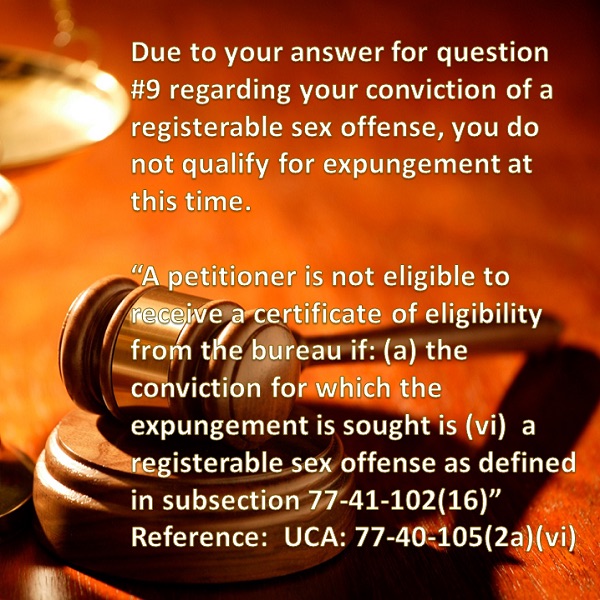 Due to your answer for question
#9 regarding your conviction of a
registerable sex offense, you do
not qualify for expungement at
this time.
“A petitioner is not eligible to
receive a certificate of eligibility
from the bureau if: (a) the
conviction for which the
expungement is sought is (vi)  a
registerable sex offense as defined
in subsection 77-41-102(16)”
Reference:  UCA: 77-40-105(2a)(vi)